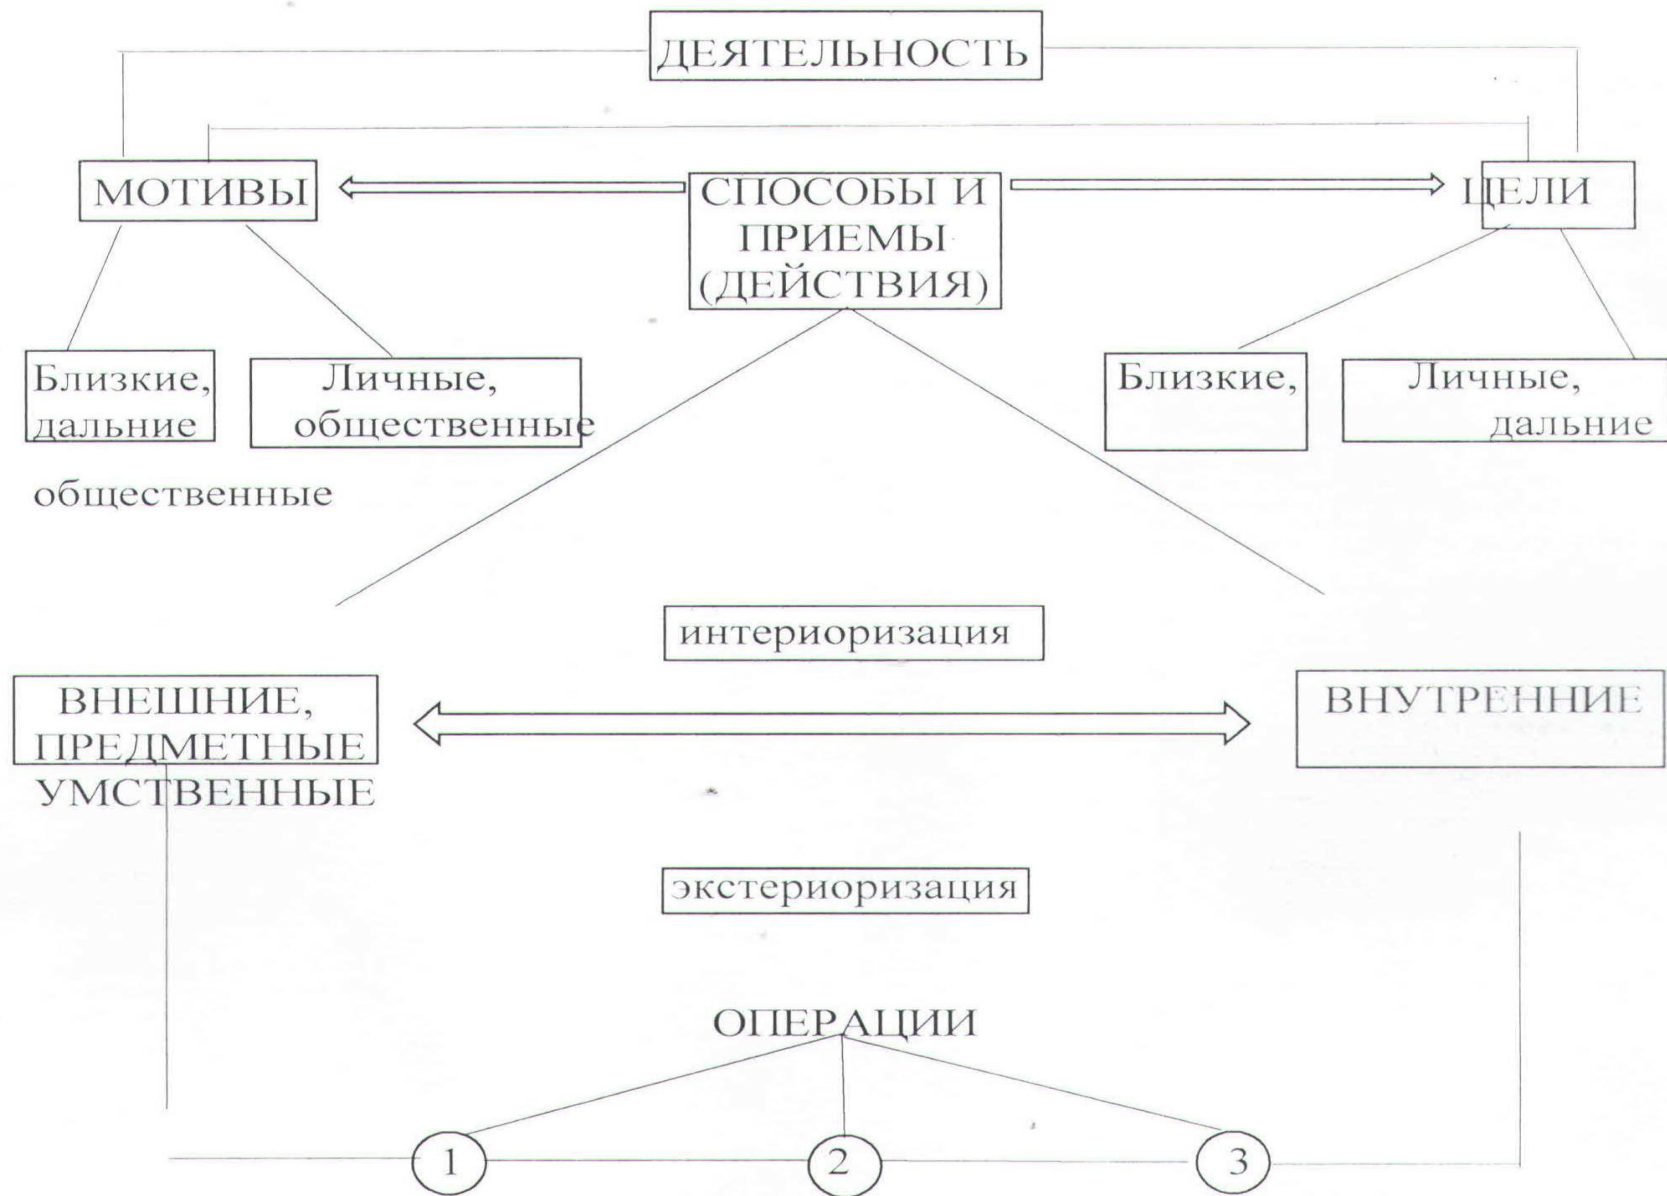 ДЕЯТЕЛЬНОСТЬ
МОТИВЫ
СПОСОБЫ И
ПРИЕМЫ
(ДЕЙСТВИЯ)
ЦЕЛИ
Близкие,
дальние
Личные,
общественные
Близкие,
Личные,
дальние
общественные
интериоризация
ВНЕШНИЕ,
ПРЕДМЕТНЫЕ
УМСТВЕННЫЕ
ВНУТРЕННИЕ
экстериоризация
ОПЕРАЦИИ
1
2
3